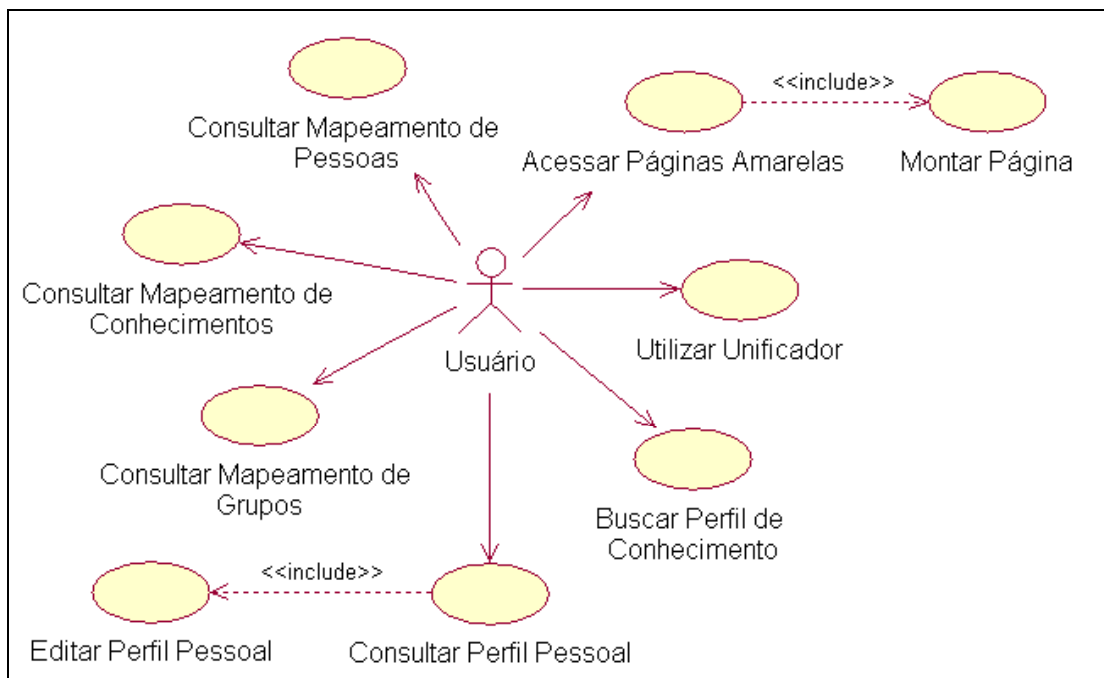 Consultar Mapeamento de
Pessoas
<<include>>
Acessar Páginas Amarelas
Montar Página
Consultar Mapeamento de
Conhecimentos
Usuário
Utilizar Unificador
Consultar Mapeamento de
Grupos
Buscar Perfil de
Conhecimento
<<include>>
Editar Perfil Pessoal
Consultar Perfil Pessoal